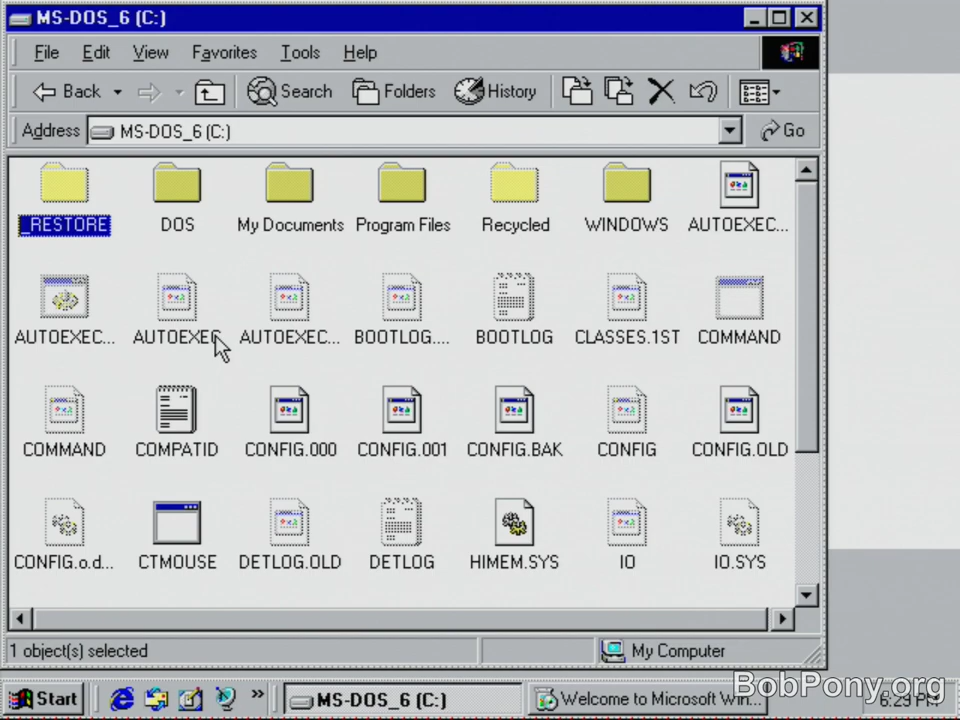 MS-DOS_6 (C:)
File Edit View Favorites Tools Help
Back Search Folders History
Address MS-DOS_6 (C:) Go
_RESTORE DOS My Documents Program Files Recycled WINDOWS AUTOEXEC...
AUTOEXEC... AUTOEXEC AUTOEXEC... BOOTLOG.... BOOTLOG CLASSES.1ST COMMAND
COMMAND COMPATID CONFIG.000 CONFIG.001 CONFIG.BAK CONFIG CONFIG.OLD
CONFIG.o.d... CTMOUSE DETLOG.OLD DETLOG HIMEM.SYS IO IO.SYS
1 object(s) selected My Computer
Start » MS-DOS_6 (C:) Welcome to Microsoft Win... 6:29 PM
BobPony.org